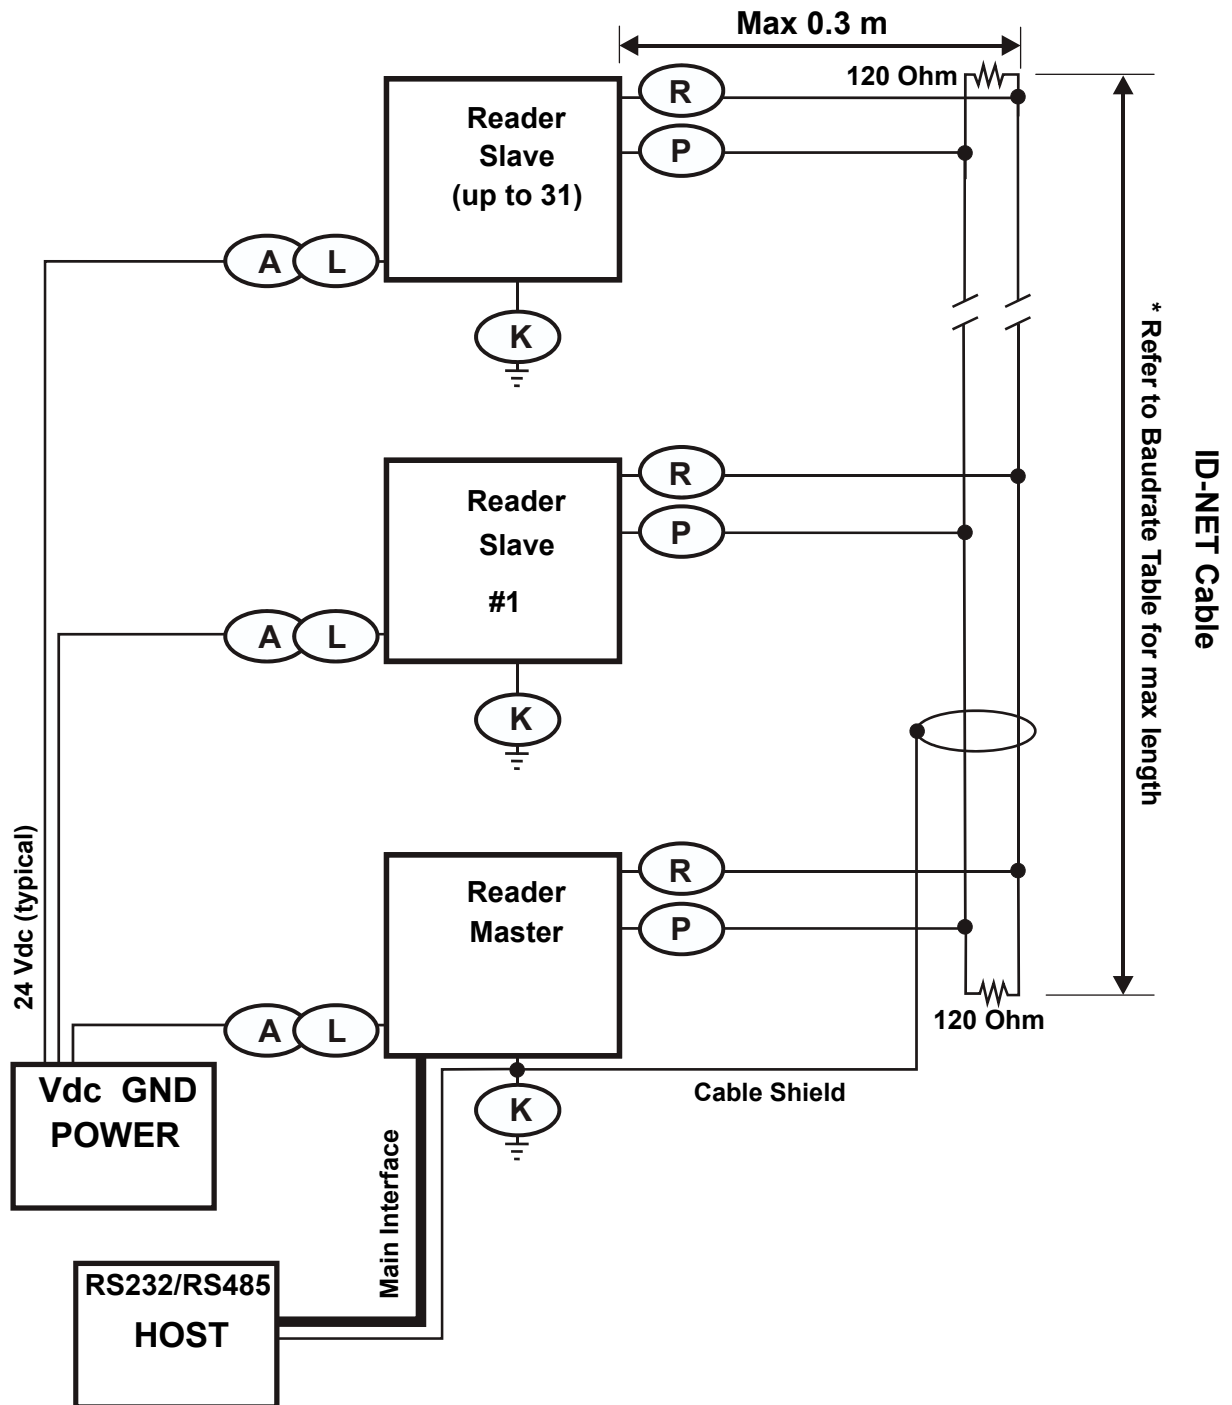 Max 0.3 m
120 Ohm
R
P
Reader
Slave
(up to 31)
A
L
K
R
P
Reader
Slave
#1
A
L
K
R
P
Reader
Master
A
L
K
120 Ohm
Cable Shield
24 Vdc (typical)
Vdc GND
POWER
Main Interface
RS232/RS485
HOST
* Refer to Baudrate Table for max length
ID-NET Cable